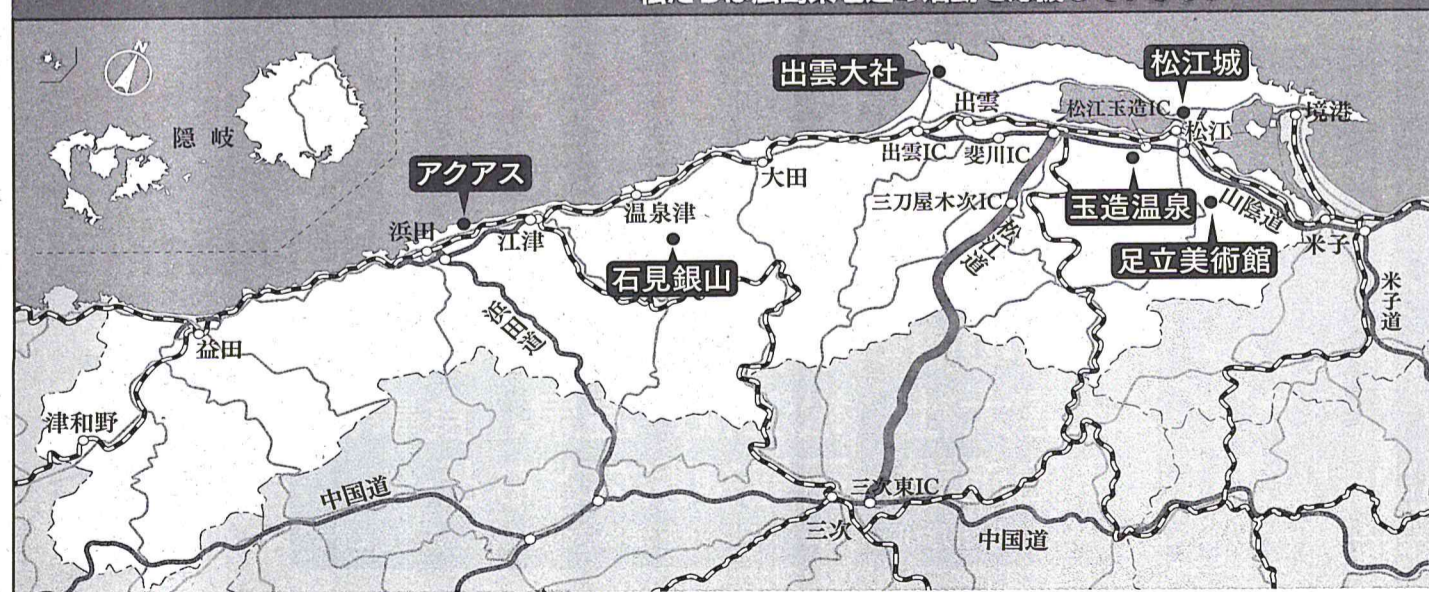 N
隠岐
出雲大社
松江城
出雲
松江玉造IC
松江
境港
出雲IC
斐川IC
アクアス
大田
温泉津
三刀屋木次IC
玉造温泉
山陰道
米子
浜田
江津
石見銀山
松江道
足立美術館
米子道
浜田道
益田
津和野
中国道
三次東IC
三次
中国道